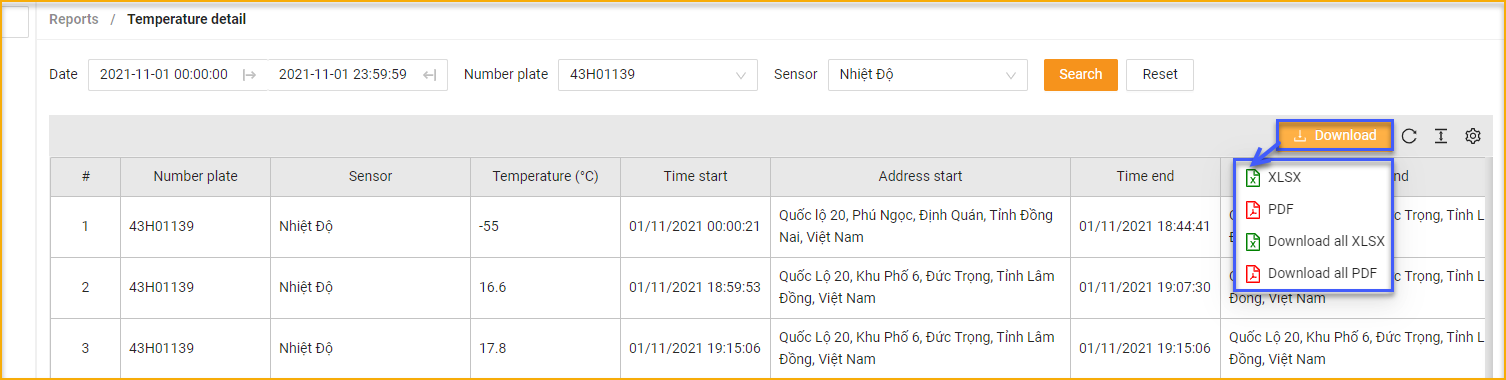 Reports / Temperature detail
Date 2021-11-01 00:00:00 2021-11-01 23:59:59 Number plate 43H01139 Sensor Nhiệt Độ Search Reset
Download
# Number plate Sensor Temperature (°C) Time start Address start Time end
XLSX
PDF
Download all XLSX
Download all PDF
1 43H01139 Nhiệt Độ -55 01/11/2021 00:00:21 Quốc lộ 20, Phú Ngọc, Định Quán, Tỉnh Đồng 01/11/2021 18:44:41 Trọng, Tỉnh L
Nai, Việt Nam
2 43H01139 Nhiệt Độ 16.6 01/11/2021 18:59:53 Quốc Lộ 20, Khu Phố 6, Đức Trọng, Tỉnh Lâm 01/11/2021 19:07:30 Trọng, Tỉnh L
Đồng, Việt Nam Đồng, Việt Nam
3 43H01139 Nhiệt Độ 17.8 01/11/2021 19:15:06 Quốc Lộ 20, Khu Phố 6, Đức Trọng, Tỉnh Lâm 01/11/2021 19:15:06 Quốc Lộ 20, Khu Phố 6, Đức Trọng, Tỉnh L
Đồng, Việt Nam Đồng, Việt Nam